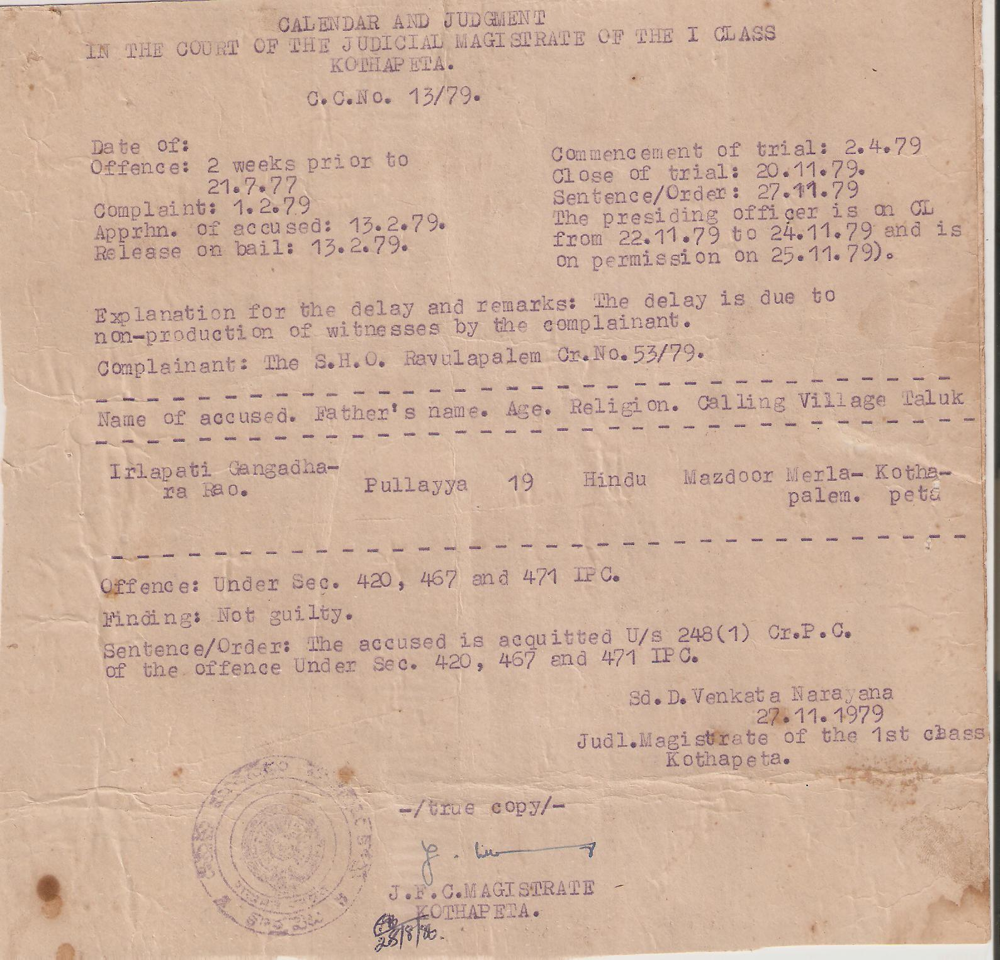 CALENDAR AND JUDGMENT
IN THE COURT OF THE JUDICIAL MAGISTRATE OF THE I CLASS
KOTHAPETA.
C.C.No. 13/79.
Date of:
Offence: 2 weeks prior to
21.7.77
Complaint: 1.2.79
Apprhn. of accused: 13.2.79.
Release on bail: 13.2.79.
Commencement of trial: 2.4.79
Close of trial: 20.11.79.
Sentence/Order: 27.11.79
The presiding officer is on CL
from 22.11.79 to 24.11.79 and is
on permission on 25.11.79).
Explanation for the delay and remarks: The delay is due to
non-production of witnesses by the complainant.
Complainant: The S.H.O. Ravulapalem Cr.No.53/79.
Name of accused. Father's name. Age. Religion. Calling Village Taluk
Irlapati Gangadha-
ra Rao.
Pullayya 19 Hindu Mazdoor Merla- Kotha-
palem. peta
Offence: Under Sec. 420, 467 and 471 IPC.
Finding: Not guilty.
Sentence/Order: The accused is acquitted U/s 248(1) Cr.P.C.
of the offence Under Sec. 420, 467 and 471 IPC.
Sd.D.Venkata Narayana
27.11.1979
Judl.Magistrate of the 1st class
Kothapeta.
-/true copy/-
J.F.C.MAGISTRATE
KOTHAPETA.
28/8/86.